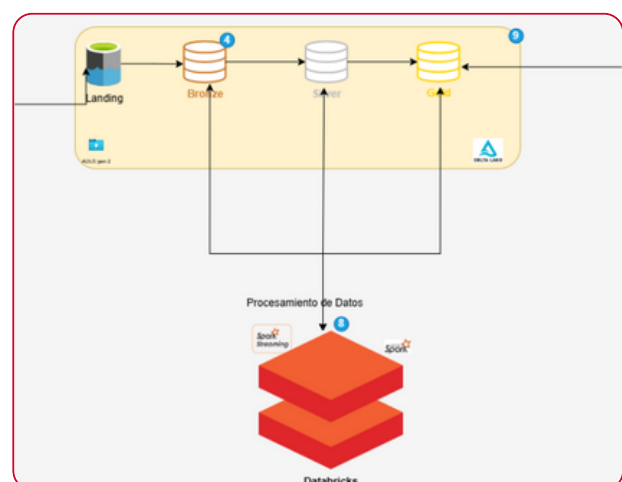 4
9
Landing
Bronze
Silver
Gold
ADLS gen 2
DELTA LAKE
Procesamiento de Datos
8
Spark
Streaming
Spark
Databricks